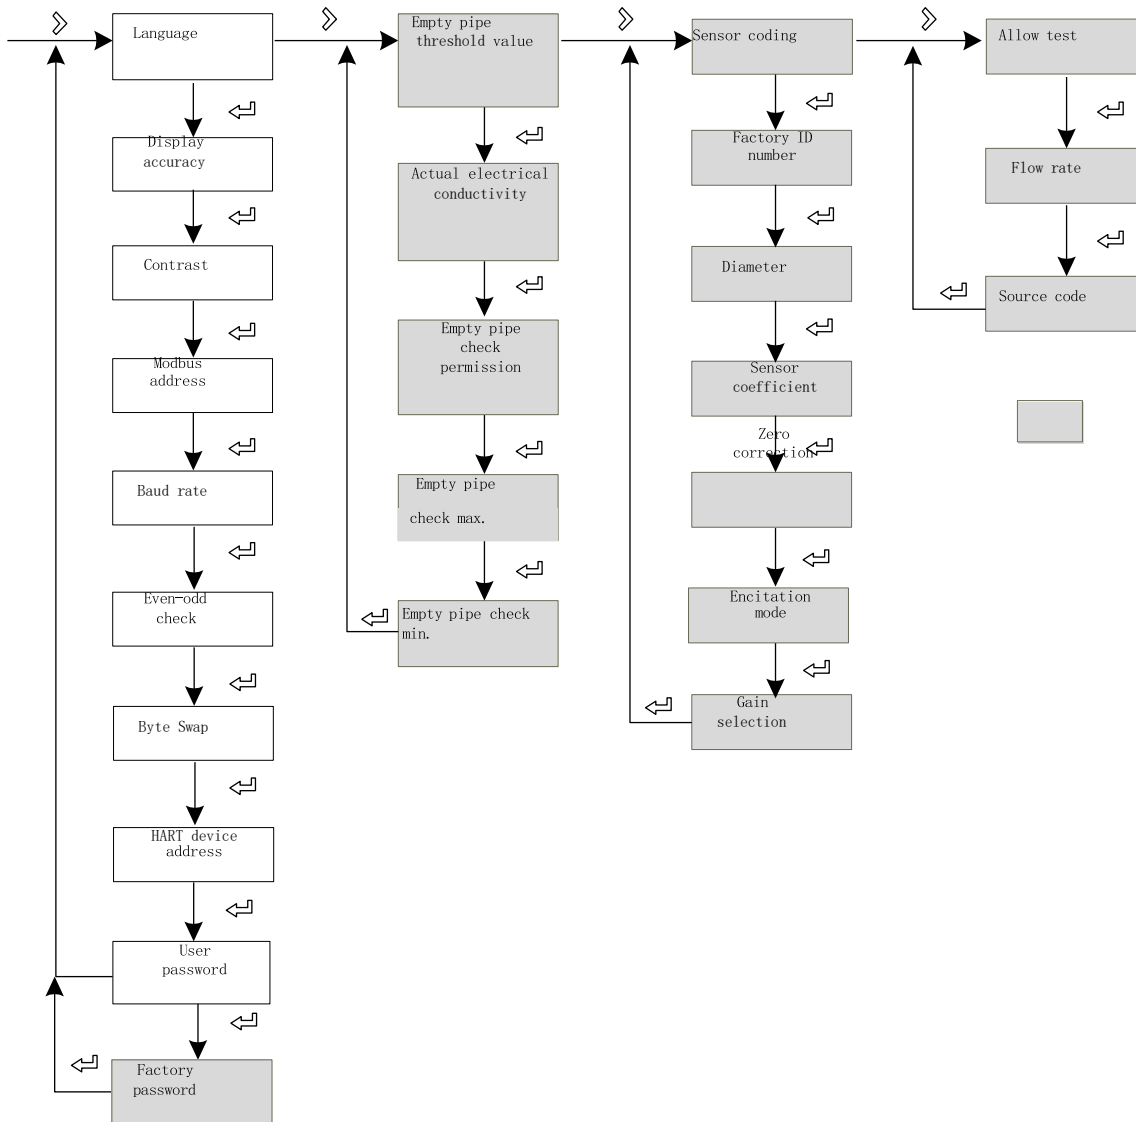 Language
Display
accuracy
Contrast
Modbus
address
Baud rate
Even-odd
check
Byte Swap
HART device
address
User
password
Factory
password
Empty pipe
threshold value
Actual electrical
conductivity
Empty pipe
check
permission
Empty pipe
check max.
Empty pipe check
min.
Sensor coding
Factory ID
number
Diameter
Sensor
coefficient
Zero
correction
Encitation
mode
Gain
selection
Allow test
Flow rate
Source code